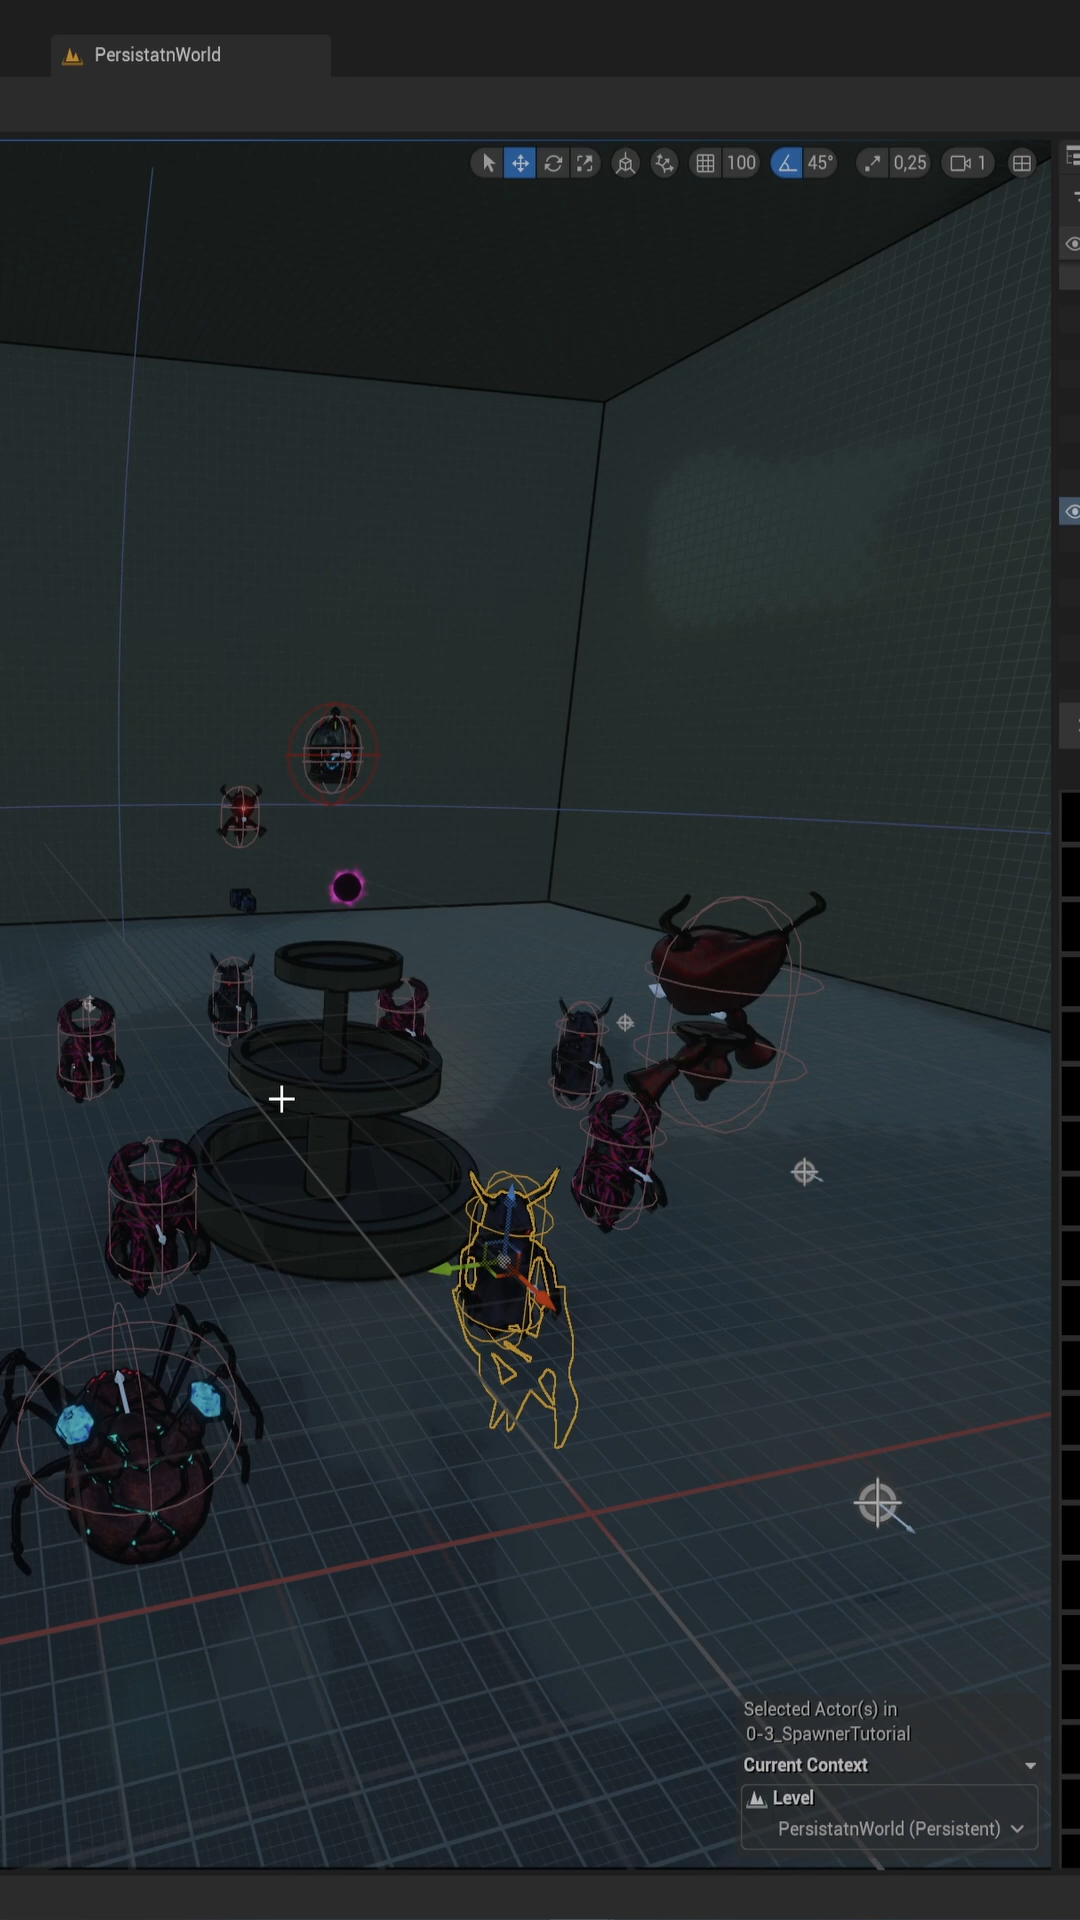 PersistatnWorld
100
45°
0,25
1
Selected Actor(s) in
0-3_SpawnerTutorial
Current Context
Level
PersistatnWorld (Persistent)